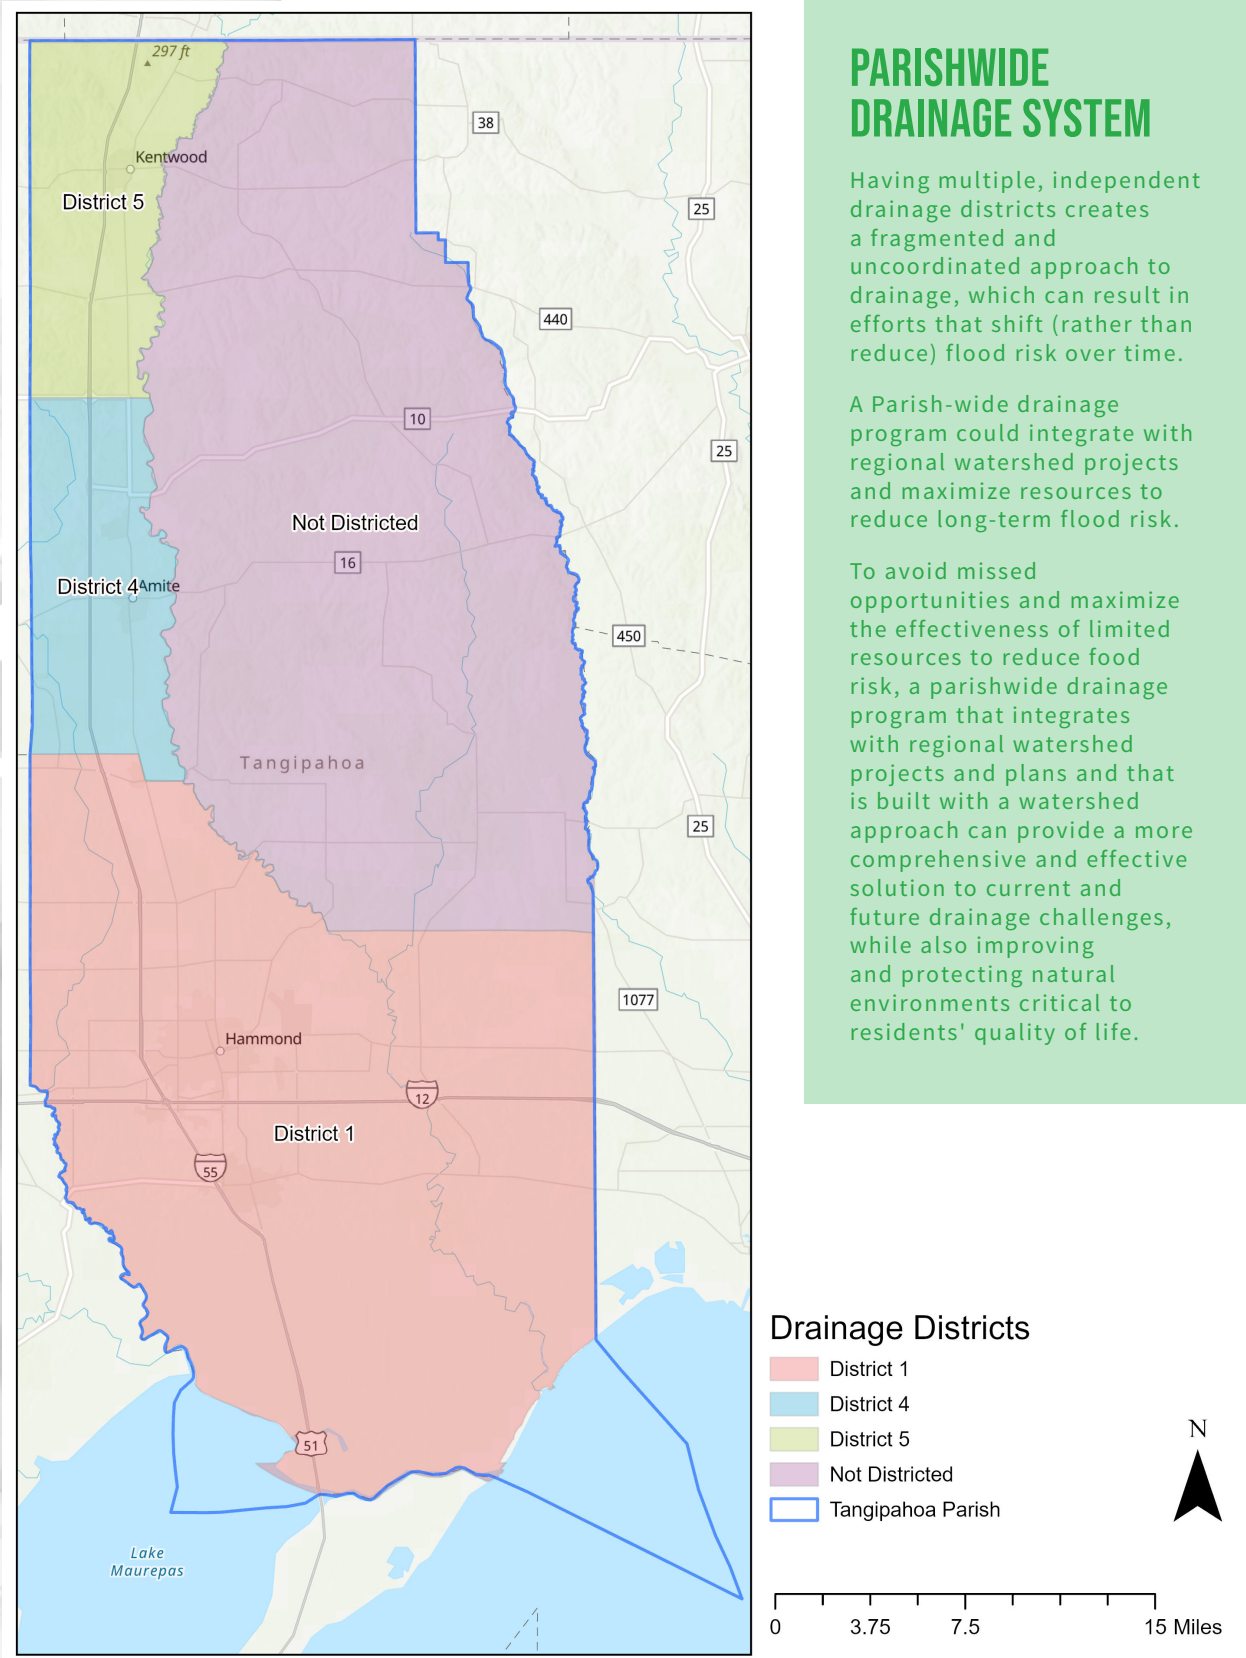 297 ft
Kentwood
District 5
38
25
440
10
25
Not Districted
16
District 4
Amite
450
Tangipahoa
25
1077
Hammond
12
District 1
55
51
Lake
Maurepas
PARISHWIDE
DRAINAGE SYSTEM
Having multiple, independent
drainage districts creates
a fragmented and
uncoordinated approach to
drainage, which can result in
efforts that shift (rather than
reduce) flood risk over time.
A Parish-wide drainage
program could integrate with
regional watershed projects
and maximize resources to
reduce long-term flood risk.
To avoid missed
opportunities and maximize
the effectiveness of limited
resources to reduce food
risk, a parishwide drainage
program that integrates
with regional watershed
projects and plans and that
is built with a watershed
approach can provide a more
comprehensive and effective
solution to current and
future drainage challenges,
while also improving
and protecting natural
environments critical to
residents' quality of life.
Drainage Districts
District 1
District 4
District 5
Not Districted
Tangipahoa Parish
N
0 3.75 7.5 15 Miles